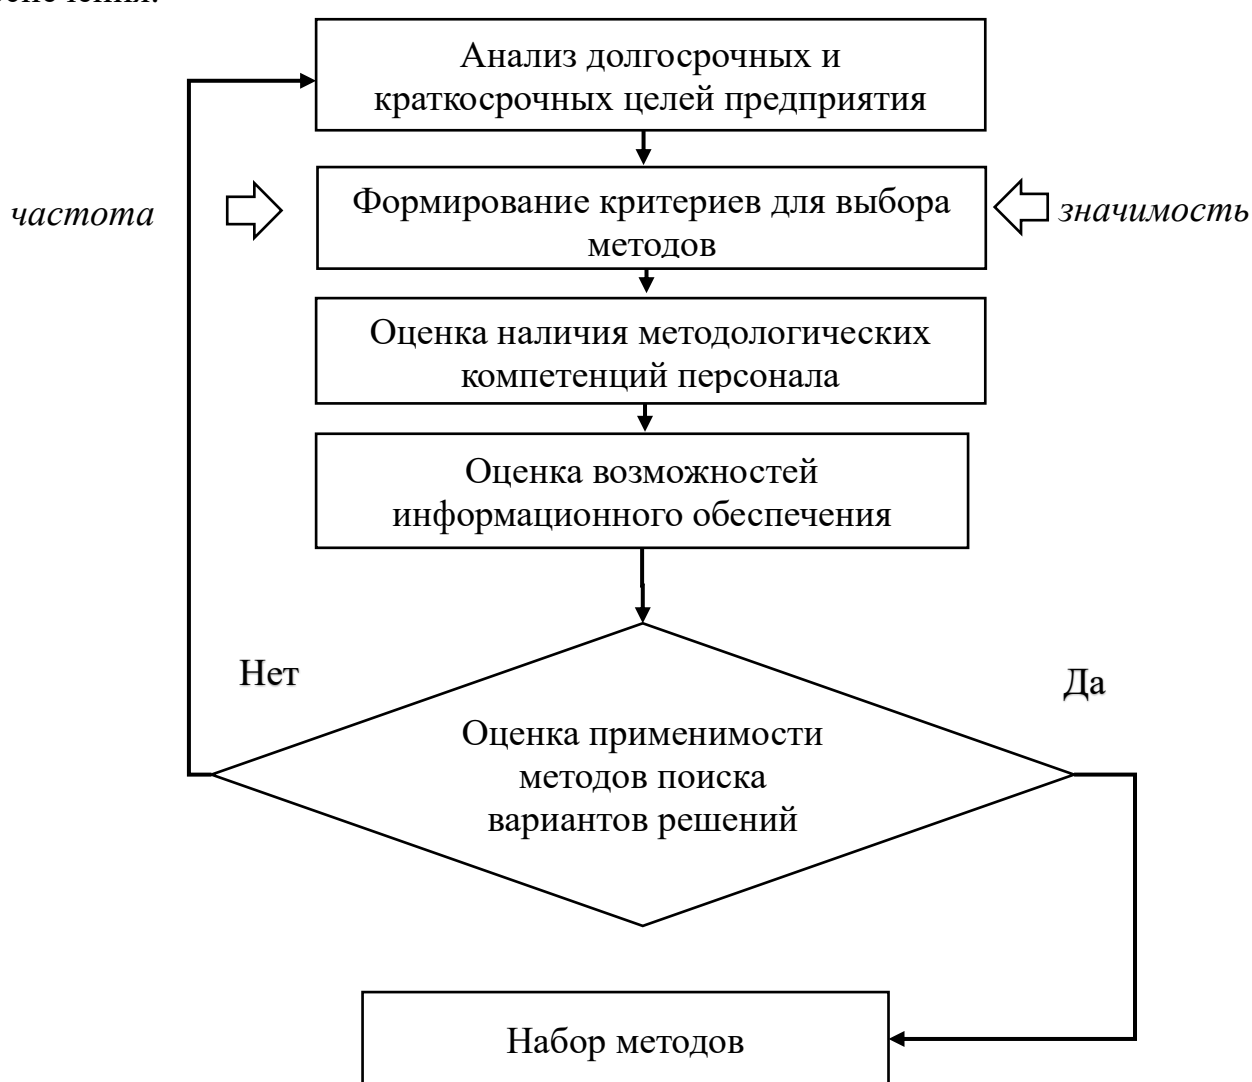 Анализ долгосрочных и
краткосрочных целей предприятия
частота
Формирование критериев для выбора
методов
значимость
Оценка наличия методологических
компетенций персонала
Оценка возможностей
информационного обеспечения
Нет
Да
Оценка применимости
методов поиска
вариантов решений
Набор методов